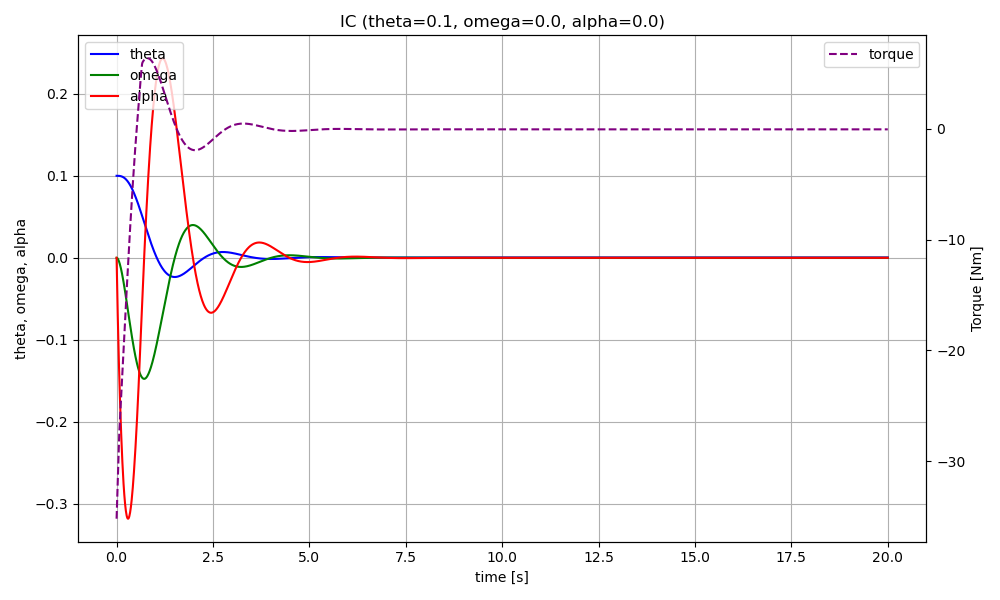 IC (theta=0.1, omega=0.0, alpha=0.0)
theta
omega
alpha
torque
0.2
0.1
0.0
−0.1
−0.2
−0.3
theta, omega, alpha
0
−10
−20
−30
Torque [Nm]
0.0 2.5 5.0 7.5 10.0 12.5 15.0 17.5 20.0
time [s]